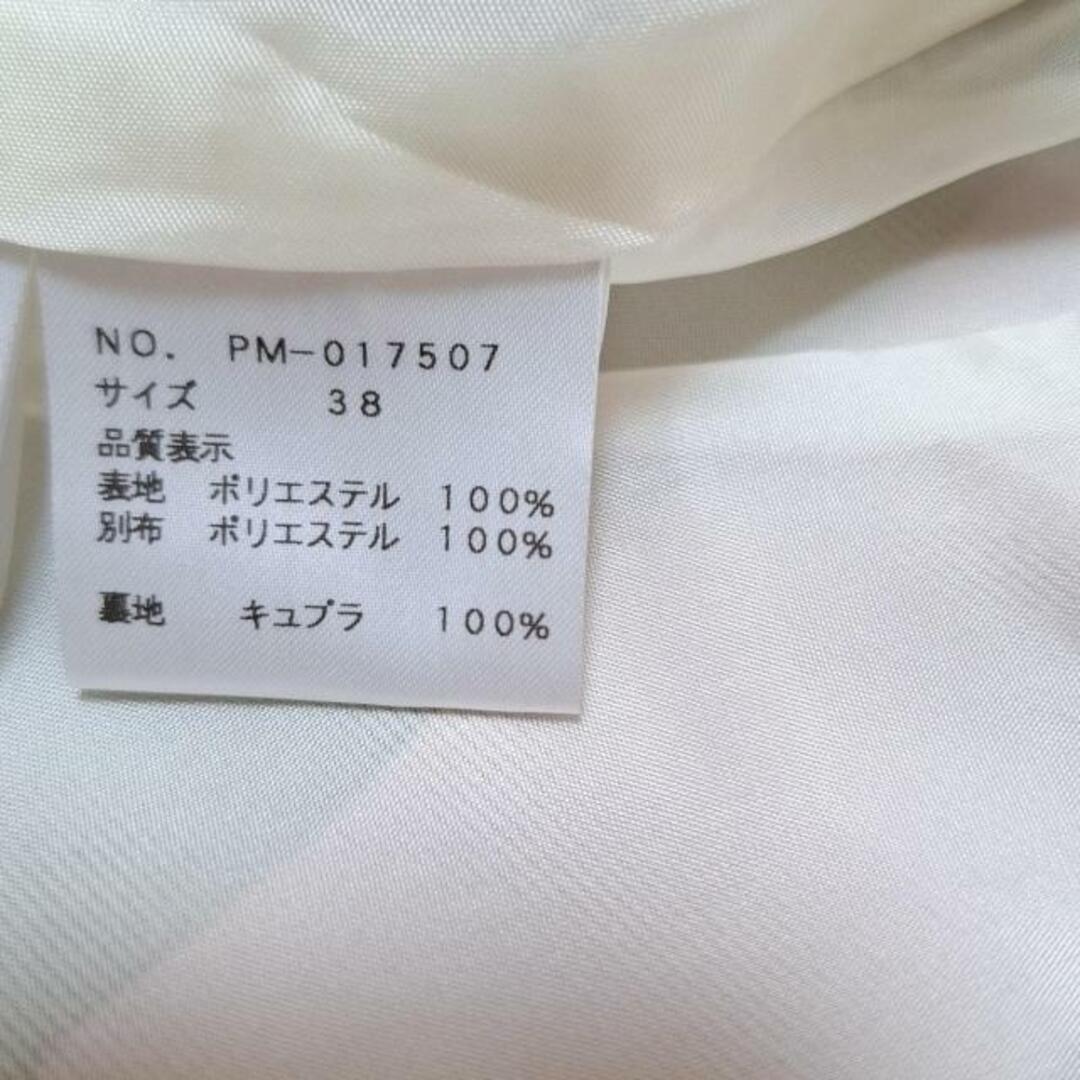 NO. PM-017507
サイズ 38
品質表示
表地 ポリエステル 100%
別布 ポリエステル 100%
裏地 キュプラ 100%